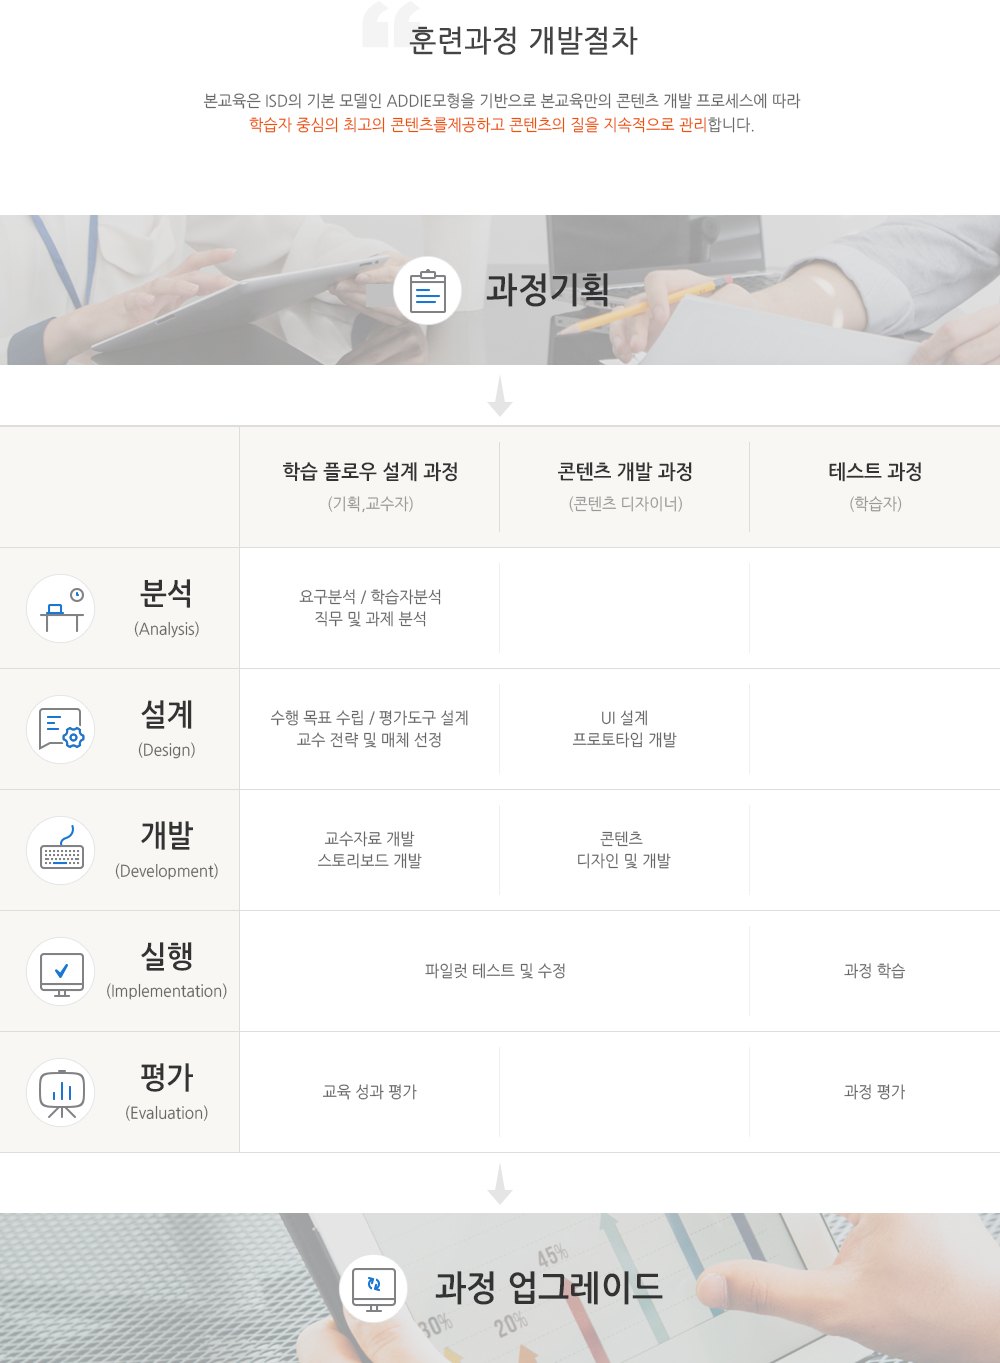 훈련과정 개발절차
본교육은 ISD의 기본 모델인 ADDIE모형을 기반으로 본교육만의 콘텐츠 개발 프로세스에 따라
학습자 중심의 최고의 콘텐츠를제공하고 콘텐츠의 질을 지속적으로 관리합니다.
과정기획
학습 플로우 설계 과정
(기획,교수자)
콘텐츠 개발 과정
(콘텐츠 디자이너)
테스트 과정
(학습자)
분석
(Analysis)
요구분석 / 학습자분석
직무 및 과제 분석
설계
(Design)
수행 목표 수립 / 평가도구 설계
교수 전략 및 매체 선정
UI 설계
프로토타입 개발
개발
(Development)
교수자료 개발
스토리보드 개발
콘텐츠
디자인 및 개발
실행
(Implementation)
파일럿 테스트 및 수정
과정 학습
평가
(Evaluation)
교육 성과 평가
과정 평가
45%
과정 업그레이드
30%
20%